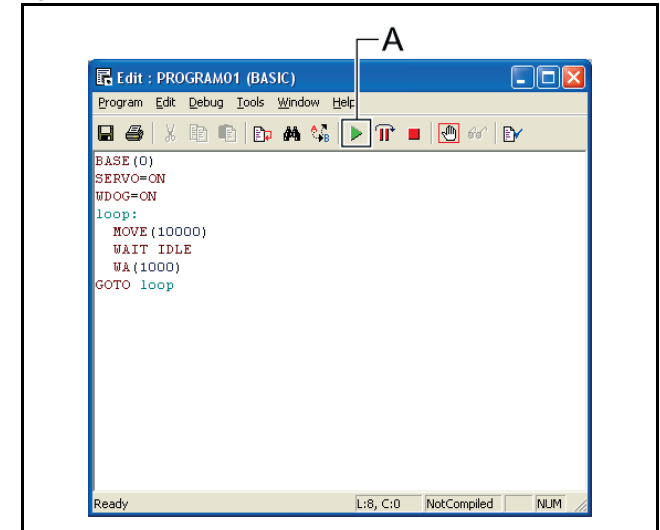 A
Edit : PROGRAM01 (BASIC)
Program Edit Debug Tools Window Help
BASE(0)
SERVO=ON
WDOG=ON
loop:
MOVE(10000)
WAIT IDLE
WA(1000)
GOTO loop
Ready L:8, C:0 NotCompiled NUM